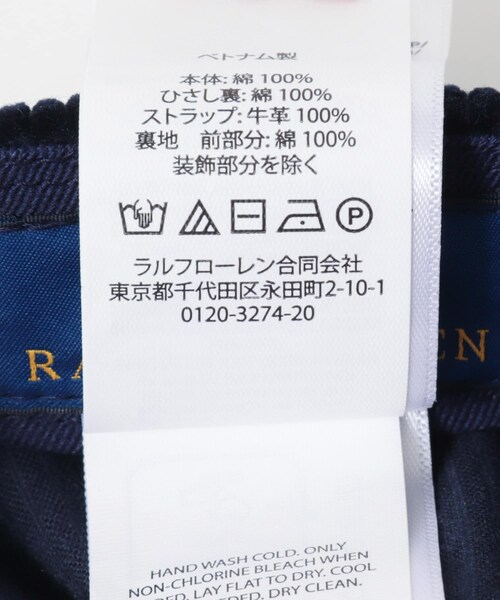 ベトナム製
本体: 綿 100%
ひさし裏: 綿 100%
ストラップ: 牛革 100%
裏地　前部分: 綿 100%
装飾部分を除く
P
ラルフローレン合同会社
東京都千代田区永田町2-10-1
0120-3274-20
RA EN
HAND WASH COLD. ONLY
NON-CHLORINE BLEACH WHEN
LAY FLAT TO DRY. COOL
DRY CLEAN.